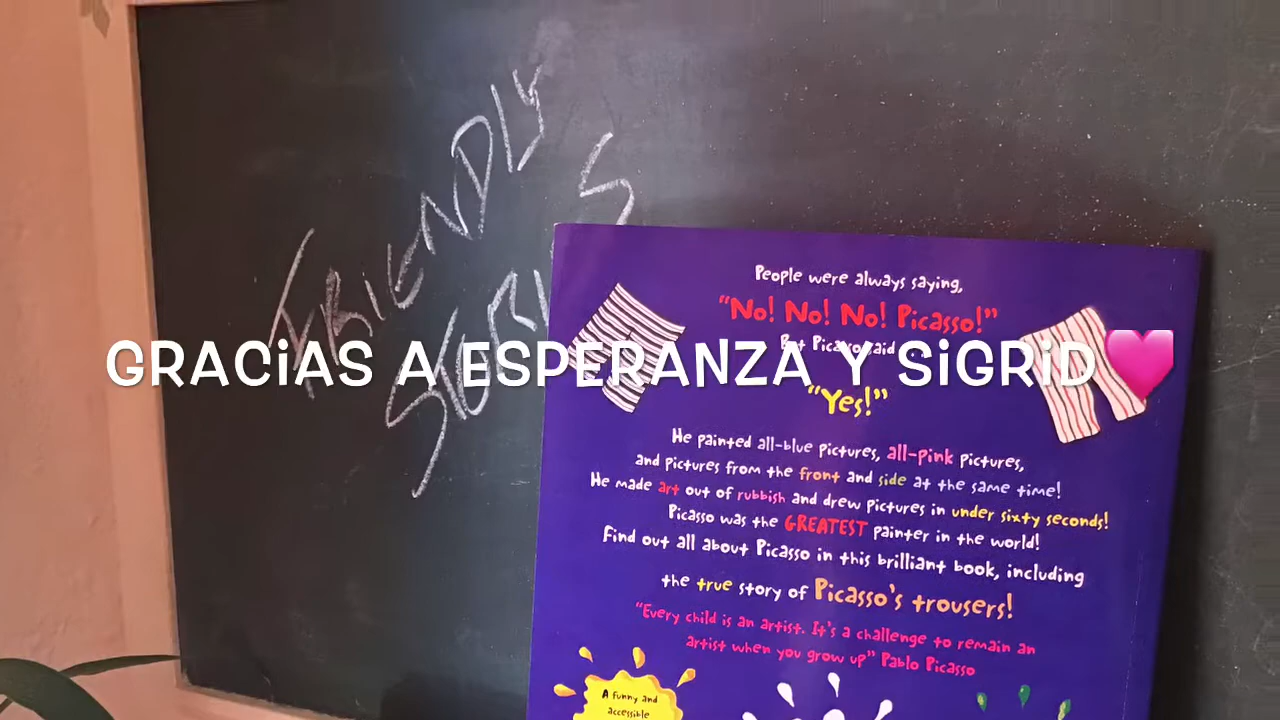 FRIENDLY
S
SIGRI
GRACIAS A ESPERANZA Y SIGRID
People were always saying,
"No! No! No! Picasso!"
But Picasso said...
"Yes!"
He painted all-blue pictures, all-pink pictures,
and pictures from the front and side at the same time!
He made art out of rubbish and drew pictures in under sixty seconds!
Picasso was the GREATEST painter in the world!
Find out all about Picasso in this brilliant book, including
the true story of Picasso's trousers!
"Every child is an artist. It's a challenge to remain an
artist when you grow up" Pablo Picasso
A funny and
accessible